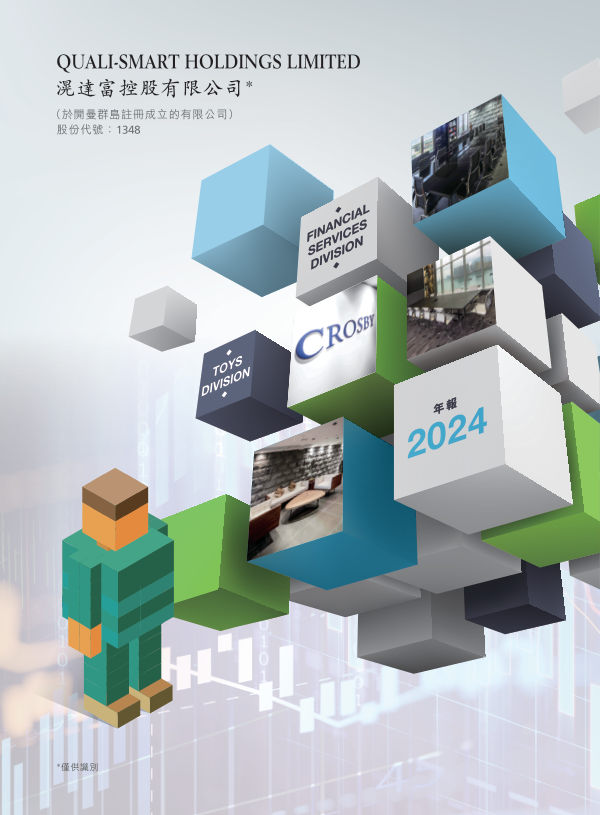 QUALI-SMART HOLDINGS LIMITED
滉達富控股有限公司*
(於開曼群島註冊成立的有限公司)
股份代號：1348
FINANCIAL
SERVICES
DIVISION
CROSBY
TOYS
DIVISION
年報
2024
*僅供識別